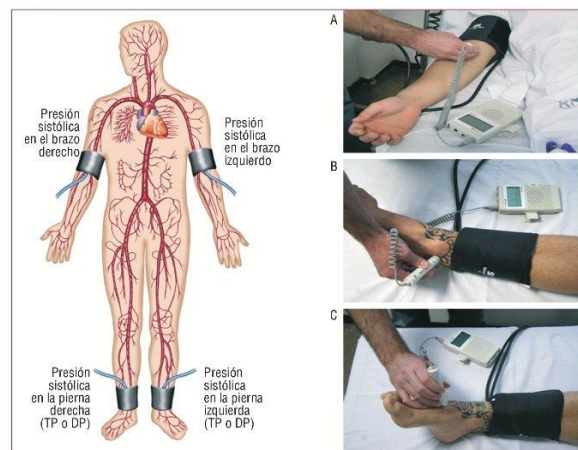 Presión
sistólica
en el brazo
derecho
Presión
sistólica
en el brazo
izquierdo
Presión
sistólica
en la pierna
derecha
(TP o DP)
Presión
sistólica
en la pierna
izquierda
(TP o DP)
A
B
C